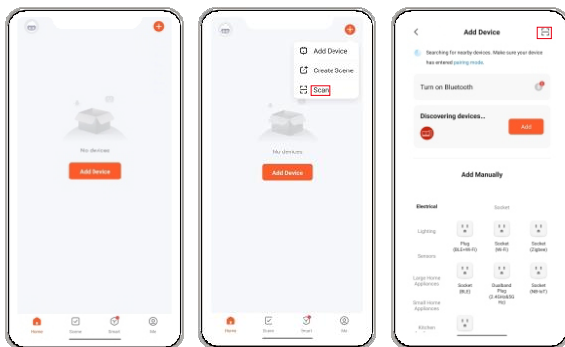 No devices
Add Device
Home
Scene
Smart
Me
Add Device
Create Scene
Scan
No devices
Add Device
Home
Scene
Smart
Me
Add Device
Searching for nearby devices. Make sure your device
has entered pairing mode.
Turn on Bluetooth
Discovering devices..
Add
Add Manually
Electrical
Socket
Lighting
Plug
(BLE+Wi-Fi)
Socket
(Wi-Fi)
Socket
(Zigbee)
Sensors
Large Home
Appliances
Socket
(BLE)
Dualband
Plug
(2.4GHz&5G
Hz)
Socket
(NB-IoT)
Small Home
Appliances
Kitchen